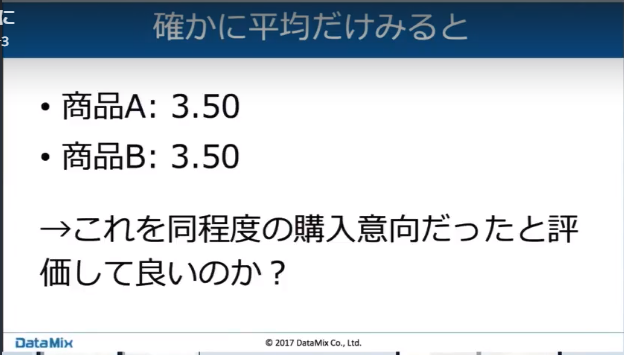 に
確かに平均だけみると
• 商品A: 3.50
• 商品B: 3.50
→これを同程度の購入意向だったと評
価して良いのか？
DataMix
© 2017 DataMix Co., Ltd.